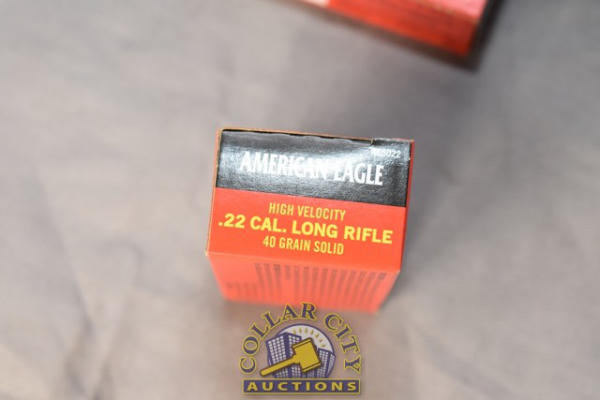 AMERICAN EAGLE
HIGH VELOCITY
.22 CAL. LONG RIFLE
40 GRAIN SOLID
COLLAR CITY
AUCTIONS